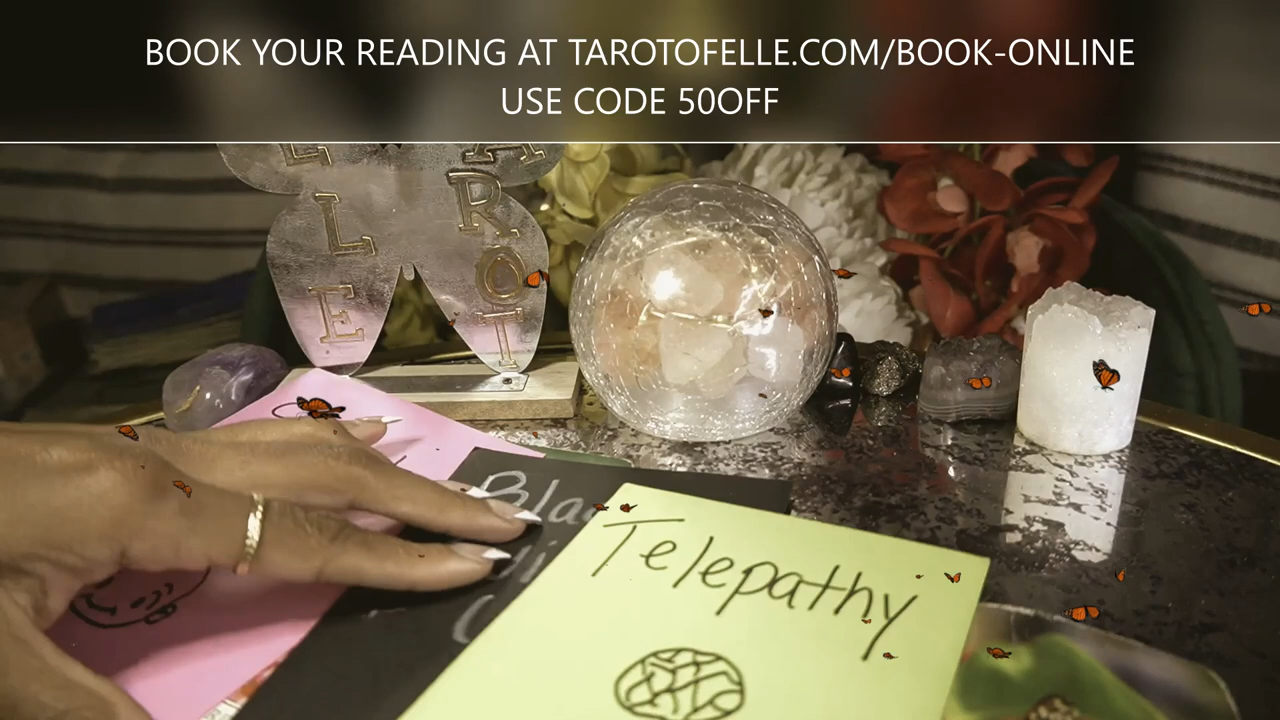 BOOK YOUR READING AT TAROTOFELLE.COM/BOOK-ONLINE
USE CODE 50OFF
L
L
E
A
R
O
T
Telepathy